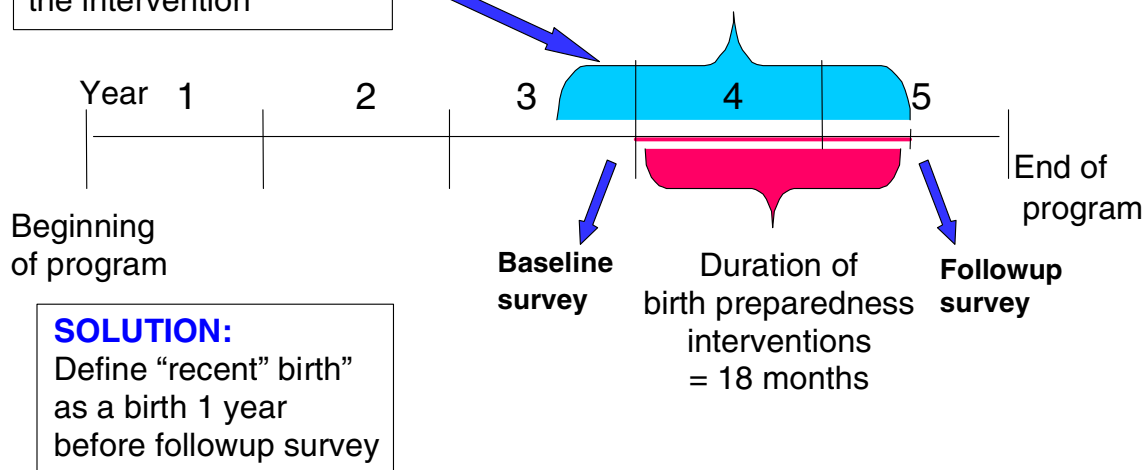 the intervention
Year 1 2 3 4 5
Beginning
of program
End of
program
Baseline
survey
Duration of
birth preparedness
interventions
= 18 months
Followup
survey
SOLUTION:
Define “recent” birth”
as a birth 1 year
before followup survey